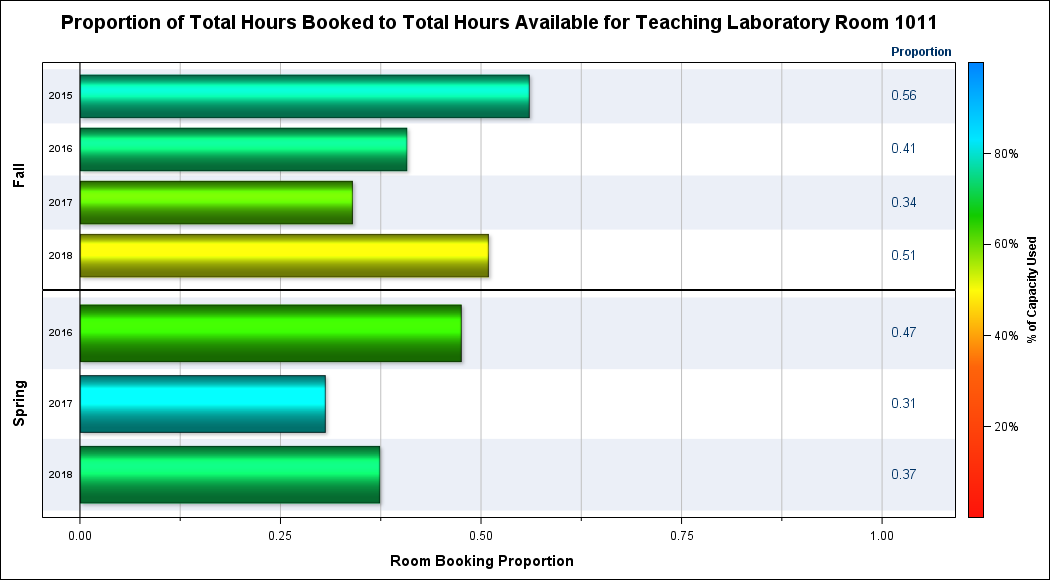 Proportion of Total Hours Booked to Total Hours Available for Teaching Laboratory Room 1011
Proportion
Fall
2015 0.56
2016 0.41
2017 0.34
2018 0.51
Spring
2016 0.47
2017 0.31
2018 0.37
0.00 0.25 0.50 0.75 1.00
Room Booking Proportion
80%
60%
40%
20%
% of Capacity Used